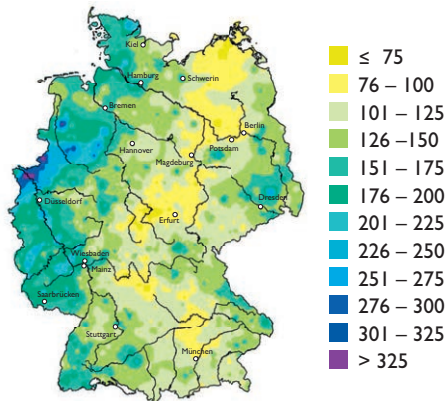 Kiel
Hamburg
Schwerin
Bremen
Berlin
Hannover
Potsdam
Magdeburg
Düsseldorf
Dresden
Erfurt
Wiesbaden
Mainz
Saarbrücken
Stuttgart
München
≤ 75
76 – 100
101 – 125
126 –150
151 – 175
176 – 200
201 – 225
226 – 250
251 – 275
276 – 300
301 – 325
> 325